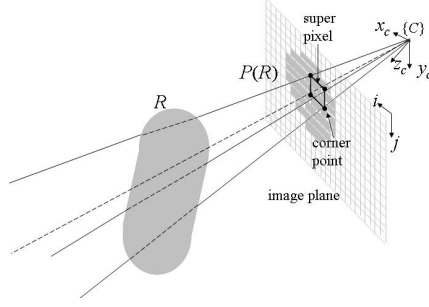 super
pixel
x_c
{C}
z_c
y_c
P(R)
R
i
j
corner
point
image plane